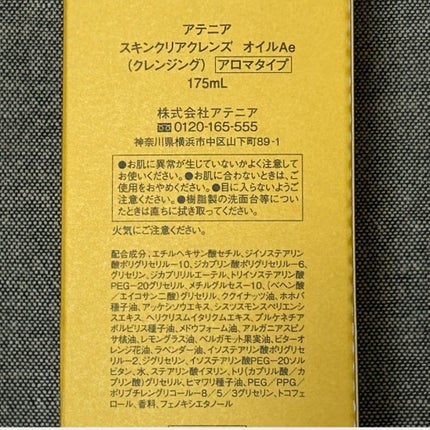 アテニア
スキンクリアクレンズ オイルAe
(クレンジング) アロマタイプ
175mL
株式会社アテニア
0120-165-555
神奈川県横浜市中区山下町89-1
●お肌に異常が生じていないかよく注意して
お使いください。●お肌に合わないときは、ご
使用をおやめください。●目に入らないようご
注意ください。●樹脂製の洗面台等につい
たときは直ちに拭き取ってください。
火気にご注意ください。
配合成分:エチルヘキサン酸セチル、ジイソステアリン
酸ポリグリセリル-10、ジカプリン酸ポリグリセリル-6、
グリセリン、ジカプリリルエーテル、トリイソステアリン酸
PEG-20グリセリル、メチルグルセス-10、(ベヘン酸
/エイコサン二酸)グリセリル、ククイナッツ油、ホホバ
種子油、アッケシソウエキス、シスツスモンスペリエンシ
スエキス、ヘリクリスムイタリクムエキス、プルケネチア
ボルビリス種子油、メドウフォーム油、アルガニアスピノ
サ核油、レモングラス油、ベルガモット果実油、ビターオ
レンジ花油、ラベンダー油、イソステアリン酸ポリグリセ
リル-2、ジグリセリン、イソステアリン酸PEG-20ソル
ビタン、水、ステアリン酸イヌリン、トリ(カプリル酸/カ
プリン酸)グリセリル、ヒマワリ種子油、PEG/PPG/
ポリブチレングリコール-8/5/3グリセリン、トコフェ
ロール、香料、フェノキシエタノール